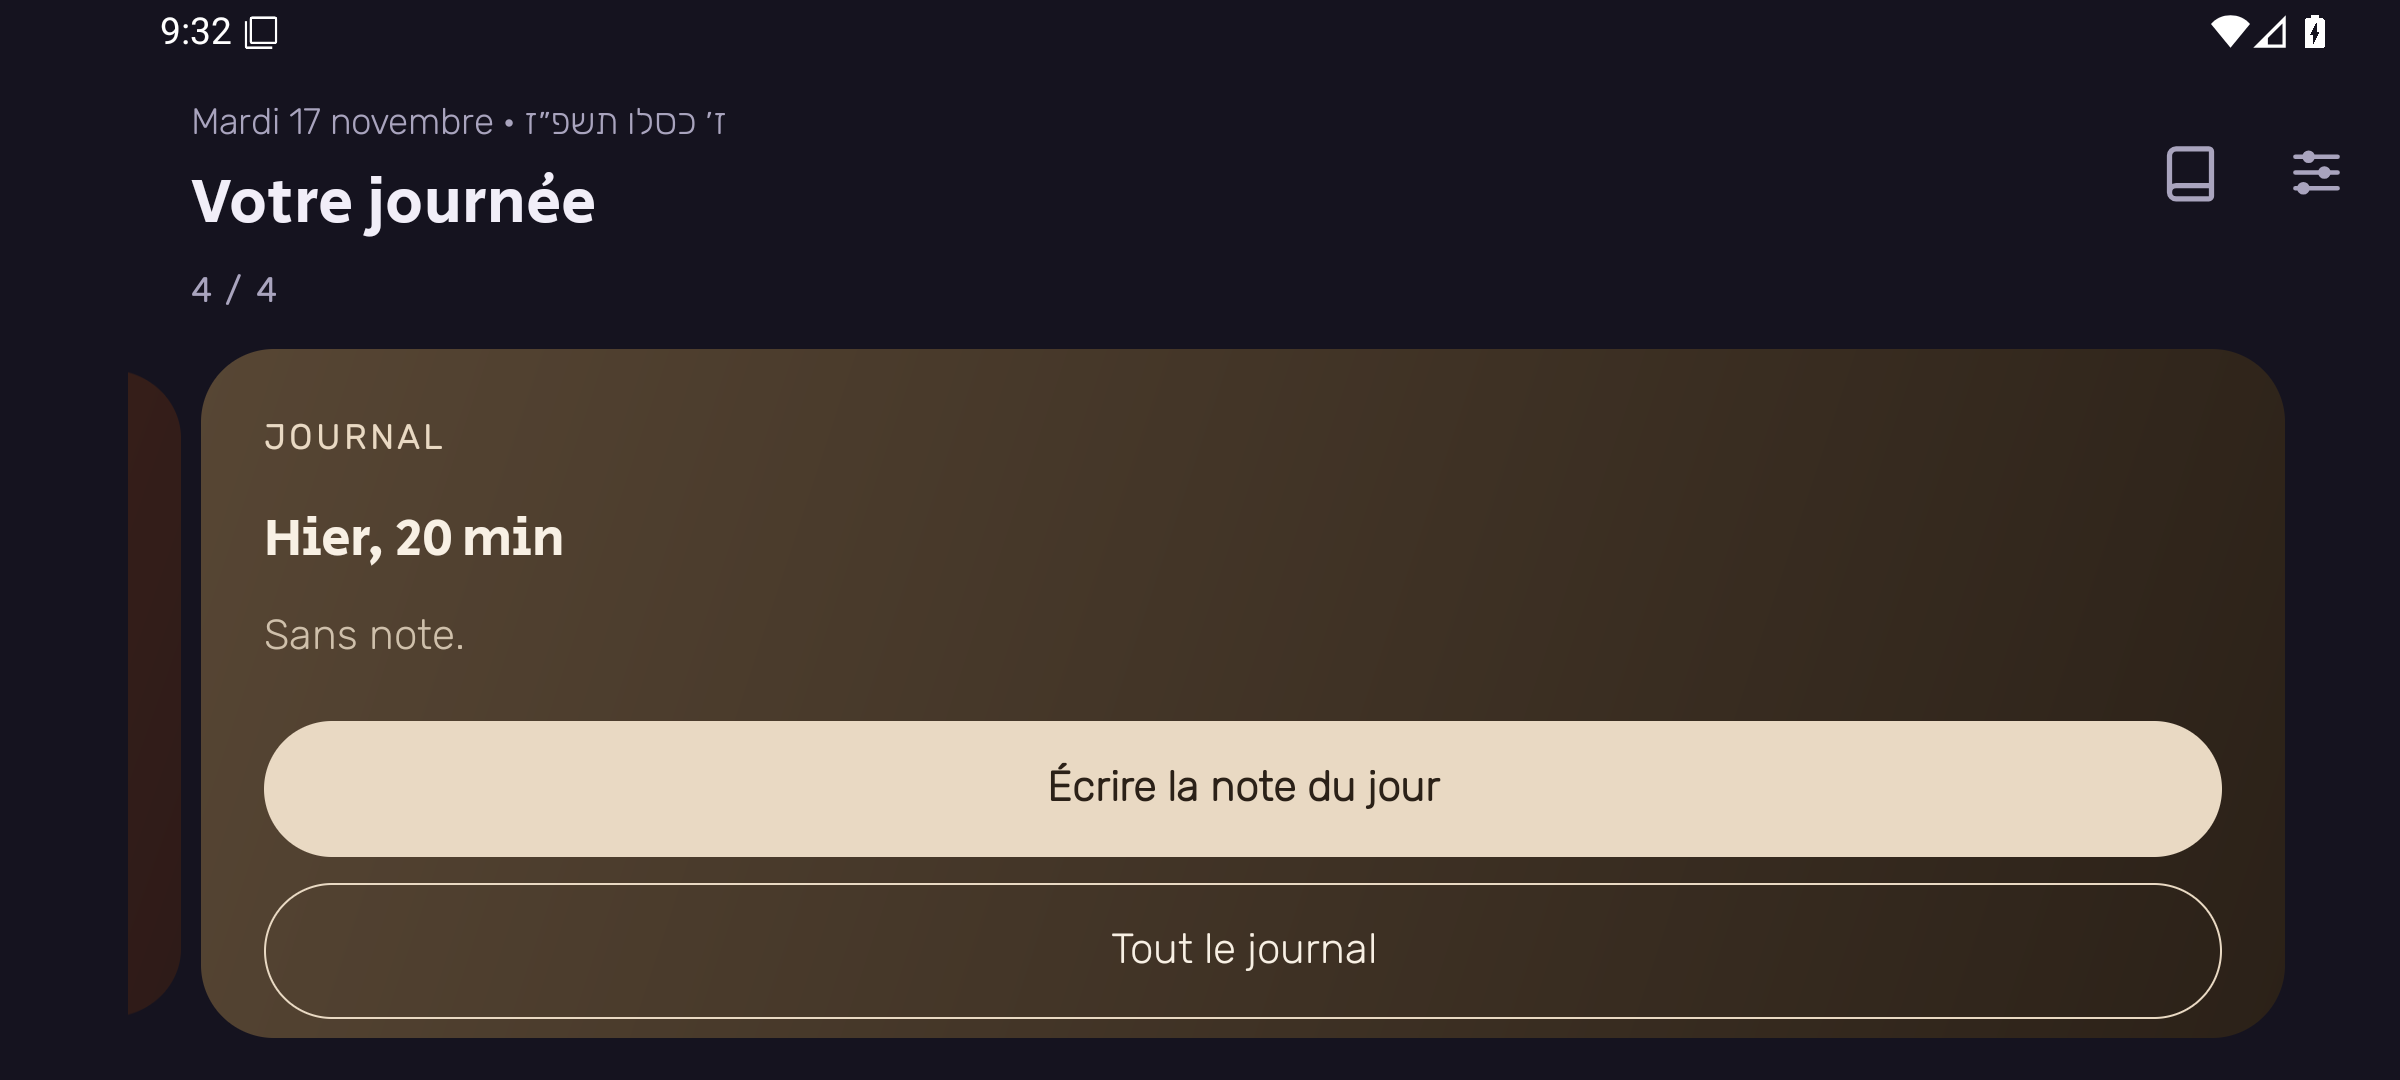 9:32
Mardi 17 novembre • ז׳ כסלו תשפ״ז
Votre journée
4 / 4
JOURNAL
Hier, 20 min
Sans note.
Écrire la note du jour
Tout le journal